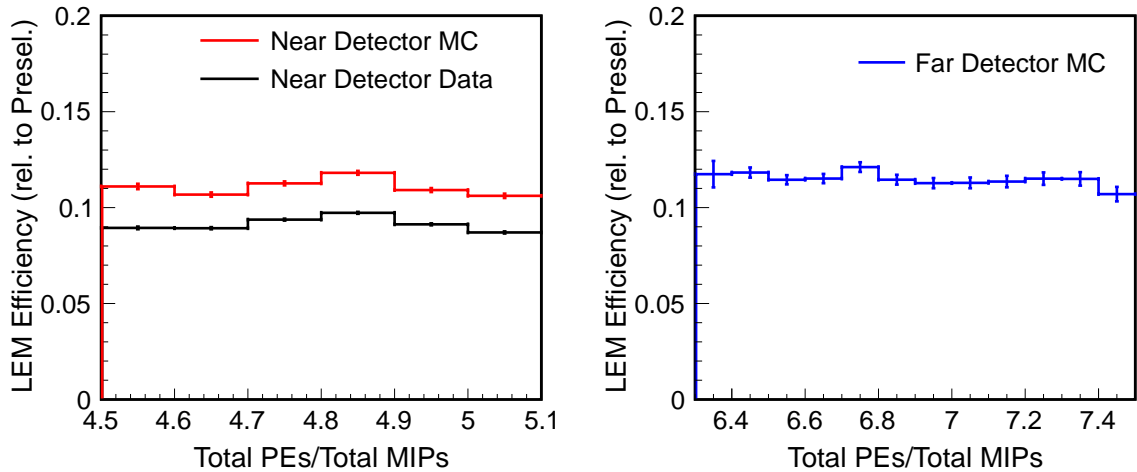 LEM Efficiency (rel. to Presel.)
0.2
0.15
0.1
0.05
0
Near Detector MC
Near Detector Data
4.5 4.6 4.7 4.8 4.9 5 5.1
Total PEs/Total MIPs
LEM Efficiency (rel. to Presel.)
0.2
0.15
0.1
0.05
0
Far Detector MC
6.4 6.6 6.8 7 7.2 7.4
Total PEs/Total MIPs